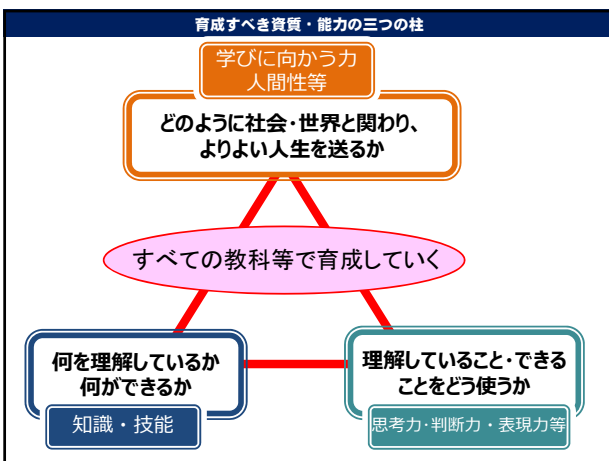 育成すべき資質・能力の三つの柱
学びに向かう力
人間性等
どのように社会・世界と関わり、
よりよい人生を送るか
すべての教科等で育成していく
何を理解しているか
何ができるか
知識・技能
理解していること・できる
ことをどう使うか
思考力・判断力・表現力等